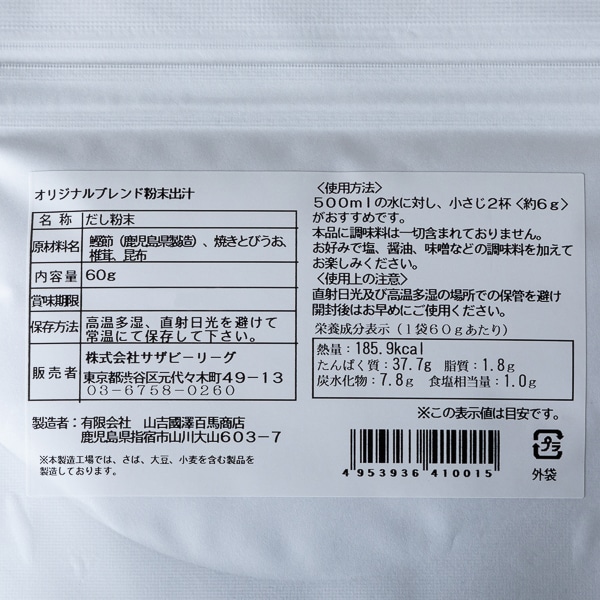 オリジナルブレンド粉末出汁
名 称 だし粉末
原材料名 鰹節（鹿児島県製造）、焼きとびうお、
椎茸、昆布
内容量 60g
賞味期限
保存方法 高温多湿、直射日光を避けて
常温にて保存して下さい。
販売者 株式会社サザビーリーグ
東京都渋谷区元代々木町49－13
03-6758-0260
製造者：有限会社 山吉國澤百馬商店
鹿児島県指宿市山川大山603－7
※本製造工場では、さば、大豆、小麦を含む製品を
製造しております。
〈使用方法〉
500mlの水に対し、小さじ2杯〈約6g〉
がおすすめです。
本品に調味料は一切含まれておりません。
お好みで塩、醤油、味噌などの調味料を加えて
お楽しみください。
〈使用上の注意〉
直射日光及び高温多湿の場所での保管を避け
開封後はお早めにご使用ください。
栄養成分表示（1袋60gあたり）
熱量：185.9kcal
たんぱく質：37.7g 脂質：1.8g
炭水化物：7.8g 食塩相当量：1.0g
※この表示値は目安です。
4 953936 410015
プラ
外袋